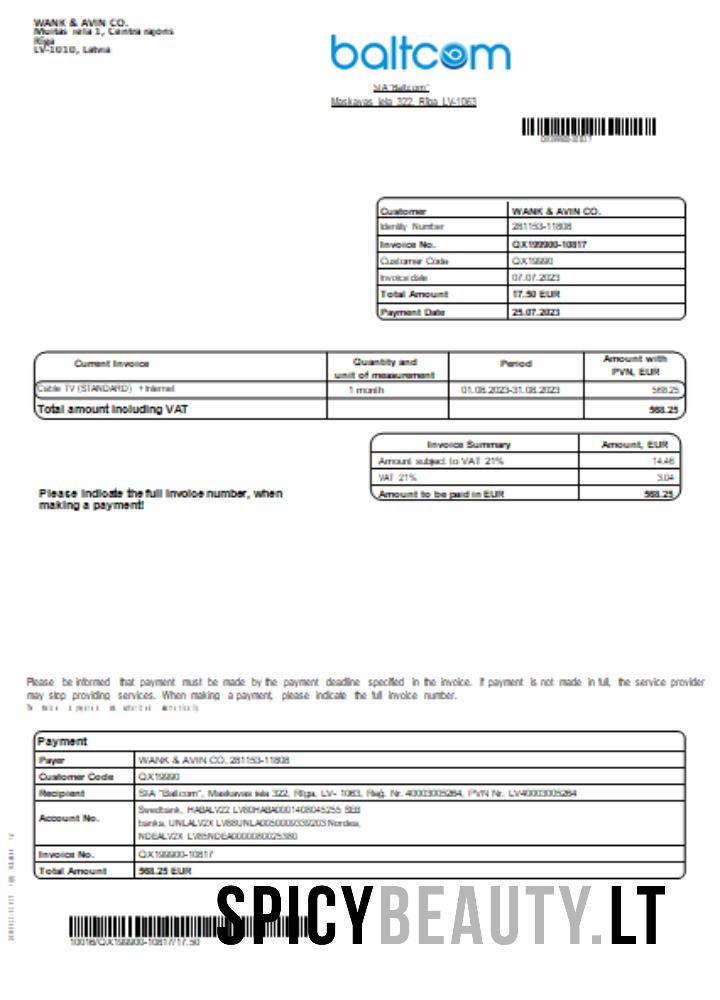 WANK & AVIN CO.
Muitas iela 1, Centra rajons
Rīga
LV-1010, Latvia
baltcom
SIA"Baltcom"
Maskavas iela 322, Rīga LV-1063
Customer WANK & AVIN CO.
Identity Number 281153-11808
Invoice No. QX199900-10817
Customer Code QX19990
Invoice date 07.07.2023
Total Amount 17.50 EUR
Payment Date 25.07.2023
Current Invoice Quantity and unit of measurement Period Amount with PVN, EUR
Cable TV (STANDARD) + Internet 1 month 01.08.2023-31.08.2023 568.25
Total amount including VAT 568.25
Invoice Summary Amount, EUR
Amount subject to VAT 21% 14.46
VAT 21% 3.04
Amount to be paid in EUR 568.25
Please indicate the full invoice number, when
making a payment!
Please be informed that payment must be made by the payment deadline specified in the invoice. If payment is not made in full, the service provider
may stop providing services. When making a payment, please indicate the full invoice number.
Payment
Payer WANK & AVIN CO, 281153-11808
Customer Code QX19990
Recipient SIA "Baltcom", Maskavas iela 322, Rīga, LV- 1063, Reģ. Nr. 40003005264, PVN Nr. LV40003005264
Account No. Swedbank, HABALV22 LV80HABA0001408045255 SEB
banka, UNLALV2X LV88UNLA0050009339203 Nordea,
NDEALV2X LV85NDEA0000080025380
Invoice No. QX199900-10817
Total Amount 568.25 EUR
10016/QX199900-10817/17.50
SPICYBEAUTY.LT